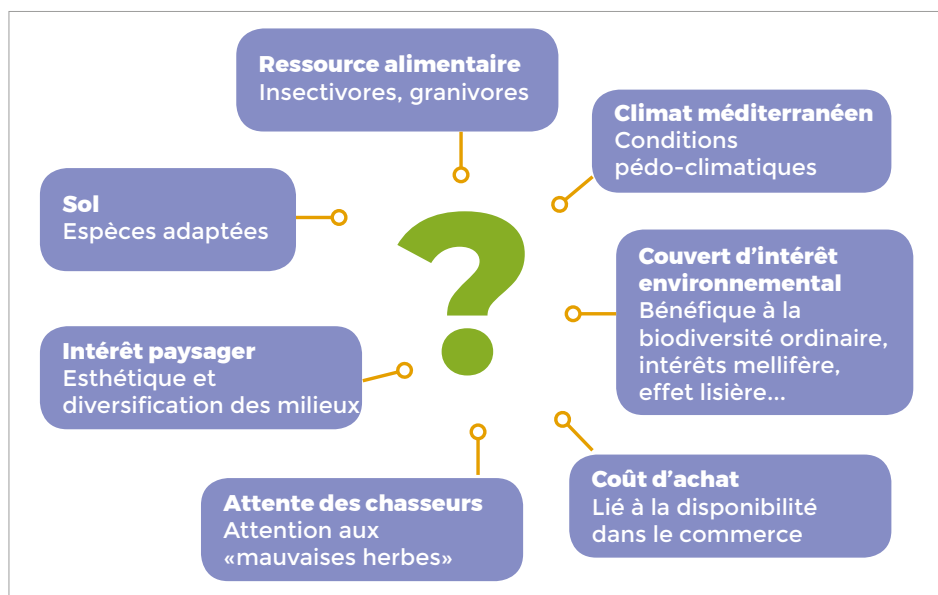 Ressource alimentaire
Insectivores, granivores
Climat méditerranéen
Conditions
pédo-climatiques
Sol
Espèces adaptées
?
Couvert d’intérêt
environnemental
Bénéfique à la
biodiversité ordinaire,
intérêts mellifère,
effet lisière...
Intérêt paysager
Esthétique et
diversification des milieux
Coût d’achat
Lié à la disponibilité
dans le commerce
Attente des chasseurs
Attention aux
«mauvaises herbes»